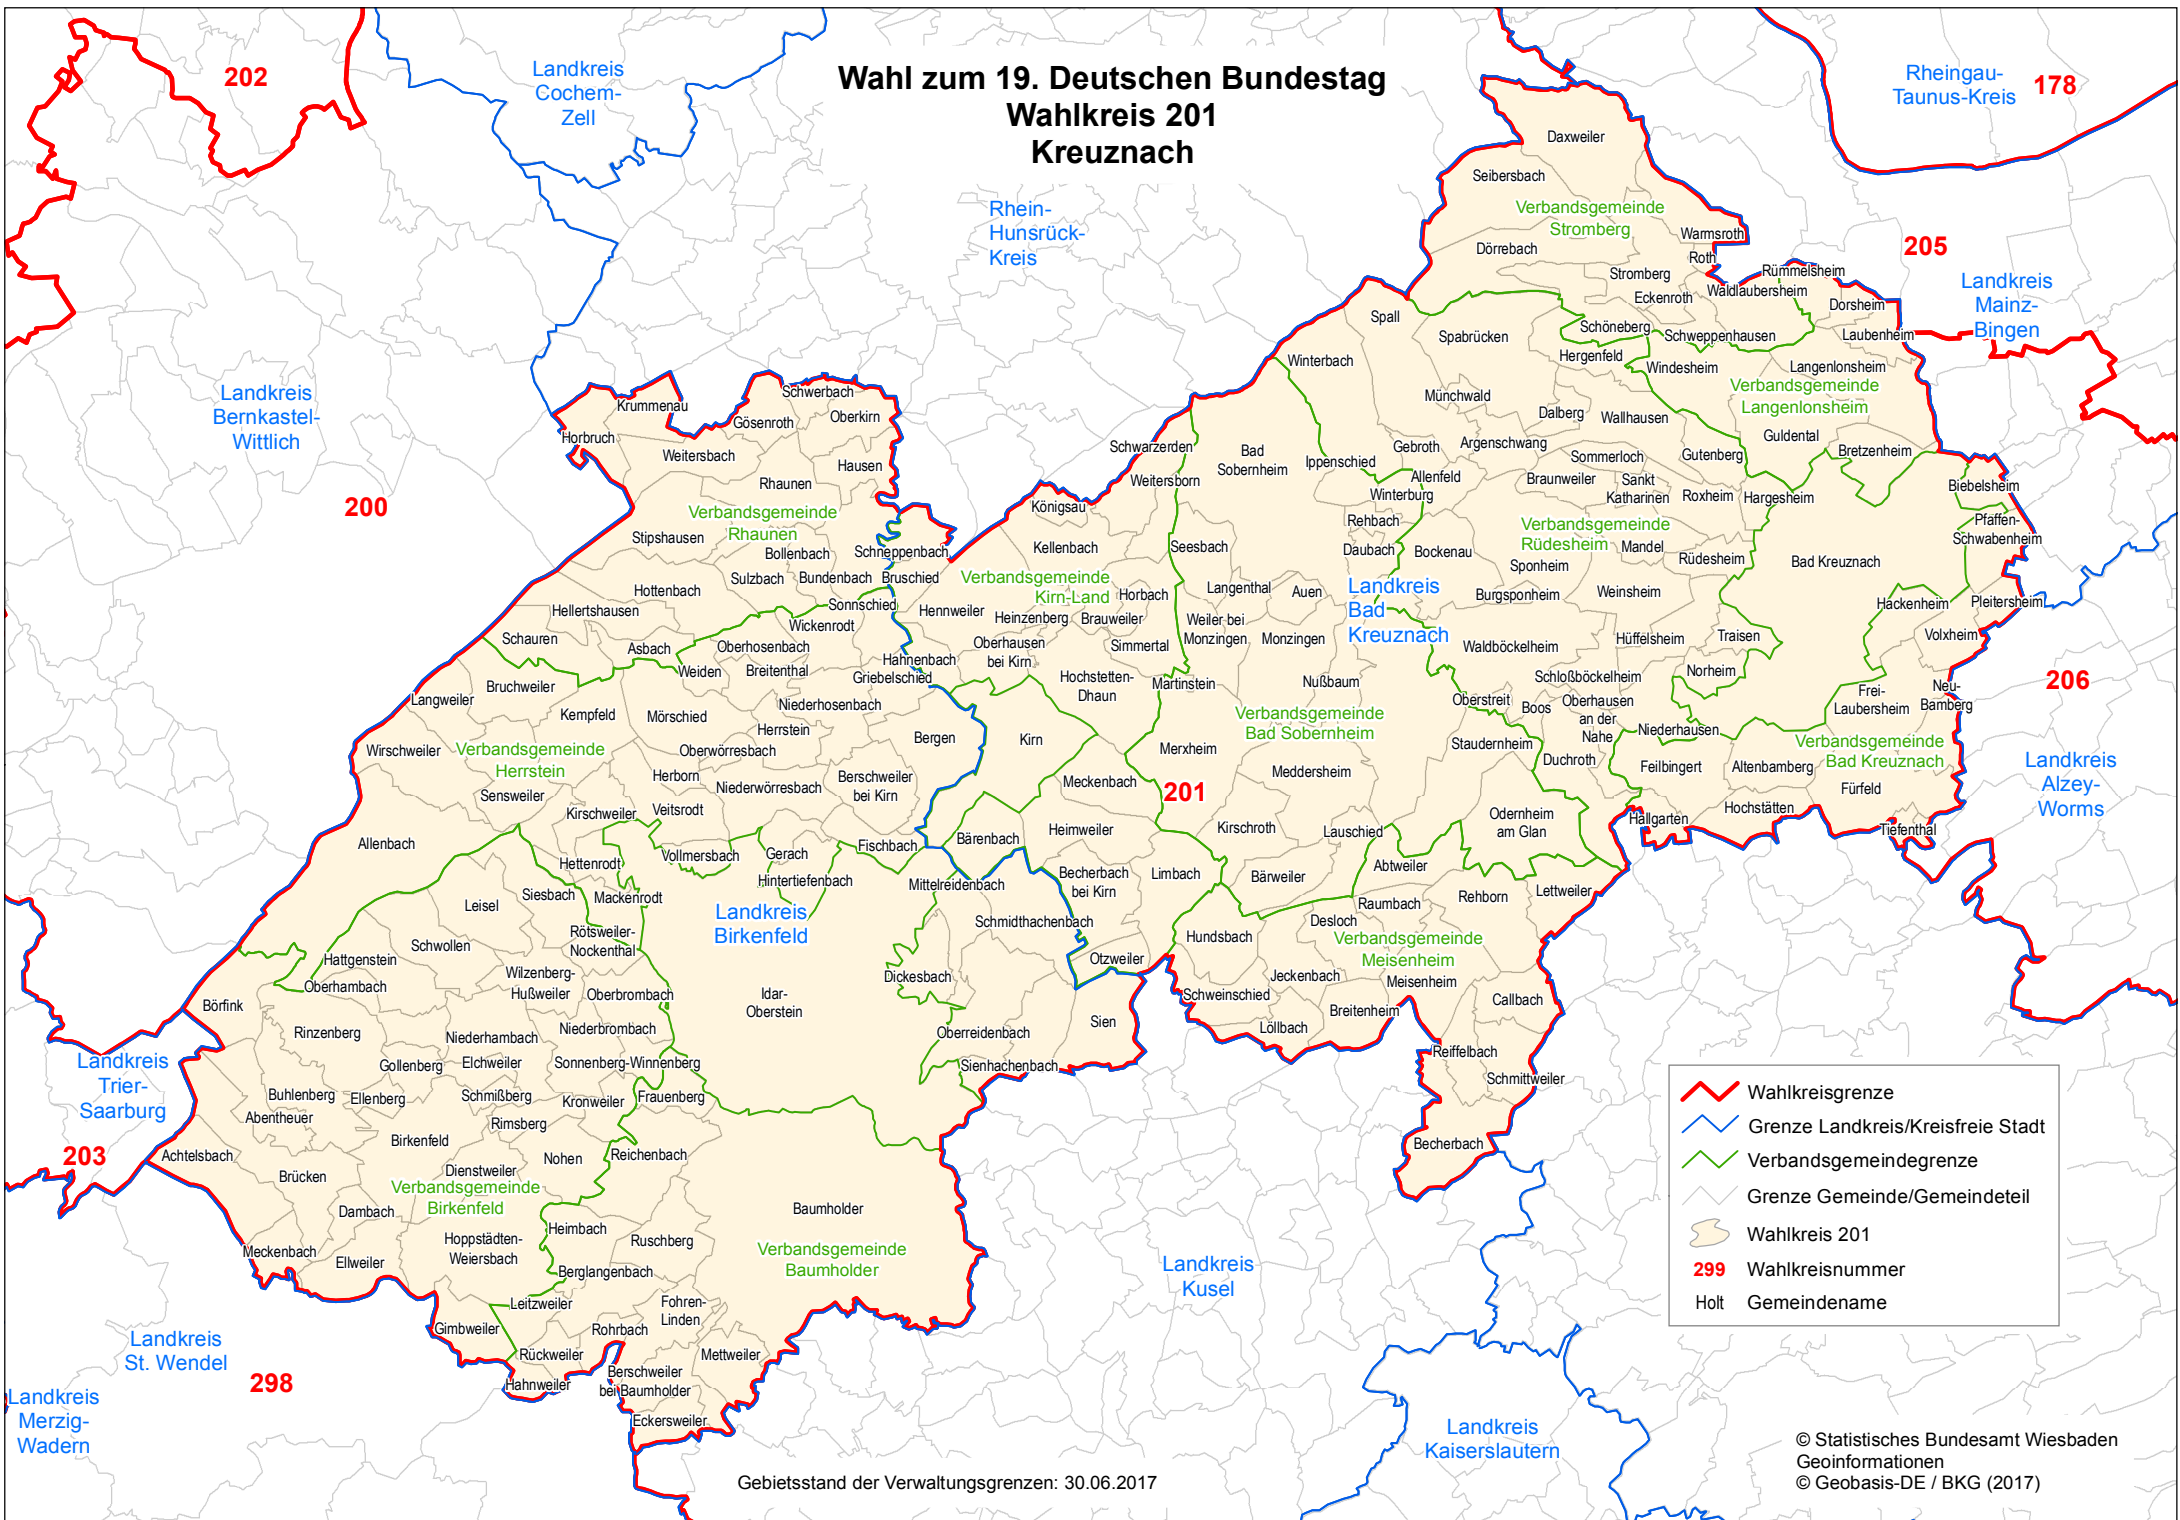 Wahl zum 19. Deutschen Bundestag
Wahlkreis 201
Kreuznach
202
Landkreis
Cochem-
Zell
Rheingau-
Taunus-Kreis
178
Rhein-
Hunsrück-
Kreis
205
Landkreis
Mainz-
Bingen
Landkreis
Bernkastel-
Wittlich
200
Daxweiler
Seibersbach
Verbandsgemeinde
Stromberg
Warmsroth
Dörrebach
Roth
Stromberg
Rümmelsheim
Eckenroth
Waldlaubersheim
Dorsheim
Spall
Schöneberg
Schweppenhausen
Laubenheim
Spabrücken
Winterbach
Hergenfeld
Windesheim
Langenlonsheim
Verbandsgemeinde
Langenlonsheim
Münchwald
Dalberg
Wallhausen
Guldental
Bretzenheim
Schwerbach
Krummenau
Gösenroth
Oberkirn
Horbruch
Weitersbach
Hausen
Rhaunen
Verbandsgemeinde
Rhaunen
Stipshausen
Bollenbach
Schneppenbach
Sulzbach
Bundenbach
Bruschied
Hottenbach
Hellertshausen
Sonnschied
Schauren
Asbach
Wickenrodt
Oberhosenbach
Weiden
Breitenthal
Hahnenbach
Griebelschied
Schwarzerden
Bad
Sobernheim
Ippenschied
Gebroth
Argenschwang
Sommerloch
Gutenberg
Weitersborn
Allenfeld
Winterburg
Braunweiler
Sankt
Katharinen
Roxheim
Hargesheim
Biebelsheim
Königsau
Rehbach
Verbandsgemeinde
Rüdesheim
Pfaffen-
Schwabenheim
Kellenbach
Seesbach
Daubach
Bockenau
Mandel
Rüdesheim
Bad Kreuznach
Sponheim
Verbandsgemeinde
Kirn-Land
Horbach
Langenthal
Auen
Landkreis
Bad
Kreuznach
Burgsponheim
Weinsheim
Hackenheim
Pleitersheim
Hennweiler
Heinzenberg
Brauweiler
Weiler bei
Monzingen
Monzingen
Waldböckelheim
Hüffelsheim
Traisen
Volxheim
Oberhausen
bei Kirn
Simmertal
Norheim
Hochstetten-
Dhaun
Martinstein
Nußbaum
Schloßböckelheim
Frei-
Laubersheim
Neu-
Bamberg
206
Oberstreit
Boos
Oberhausen
an der
Nahe
Niederhausen
Langweiler
Bruchweiler
Kempfeld
Mörschied
Niederhosenbach
Herrstein
Bergen
Kirn
Merxheim
Verbandsgemeinde
Bad Sobernheim
Staudernheim
Duchroth
Verbandsgemeinde
Bad Kreuznach
Wirschweiler
Verbandsgemeinde
Herrstein
Oberwörresbach
Herborn
Niederwörresbach
Berschweiler
bei Kirn
Meckenbach
201
Meddersheim
Feilbingert
Altenbamberg
Fürfeld
Landkreis
Alzey-
Worms
Sensweiler
Kirschweiler
Veitsrodt
Odernheim
am Glan
Hallgarten
Hochstätten
Tiefenthal
Allenbach
Fischbach
Bärenbach
Heimweiler
Kirschroth
Lauschied
Hettenrodt
Vollmersbach
Gerach
Hintertiefenbach
Mittelreidenbach
Becherbach
bei Kirn
Limbach
Bärweiler
Abtweiler
Rehborn
Lettweiler
Leisel
Siesbach
Mackenrodt
Landkreis
Birkenfeld
Schmidthachenbach
Raumbach
Desloch
Verbandsgemeinde
Meisenheim
Schwollen
Rötsweiler-
Nockenthal
Otzweiler
Hundsbach
Hattgenstein
Wilzenberg-
Hußweiler
Oberbrombach
Idar-
Oberstein
Dickesbach
Jeckenbach
Meisenheim
Oberhambach
Schweinschied
Callbach
Börfink
Rinzenberg
Niederhambach
Niederbrombach
Oberreidenbach
Sien
Löllbach
Breitenheim
Landkreis
Trier-
Saarburg
Gollenberg
Elchweiler
Sonnenberg-Winnenberg
Sienhachenbach
Reiffelbach
Schmittweiler
Buhlenberg
Ellenberg
Schmißberg
Kronweiler
Frauenberg
Abentheuer
Rimsberg
Becherbach
203
Achtelsbach
Birkenfeld
Nohen
Reichenbach
Brücken
Dienstweiler
Verbandsgemeinde
Birkenfeld
Dambach
Heimbach
Baumholder
Meckenbach
Ellweiler
Hoppstädten-
Weiersbach
Ruschberg
Verbandsgemeinde
Baumholder
Berglangenbach
Leitzweiler
Fohren-
Linden
Gimbweiler
Rohrbach
Rückweiler
Mettweiler
Hahnweiler
Berschweiler
bei Baumholder
Eckersweiler
Landkreis
St. Wendel
298
Landkreis
Merzig-
Wadern
Landkreis
Kusel
Landkreis
Kaiserslautern
Wahlkreisgrenze
Grenze Landkreis/Kreisfreie Stadt
Verbandsgemeindegrenze
Grenze Gemeinde/Gemeindeteil
Wahlkreis 201
299 Wahlkreisnummer
Holt Gemeindename
Gebietsstand der Verwaltungsgrenzen: 30.06.2017
© Statistisches Bundesamt Wiesbaden
Geoinformationen
© Geobasis-DE / BKG (2017)